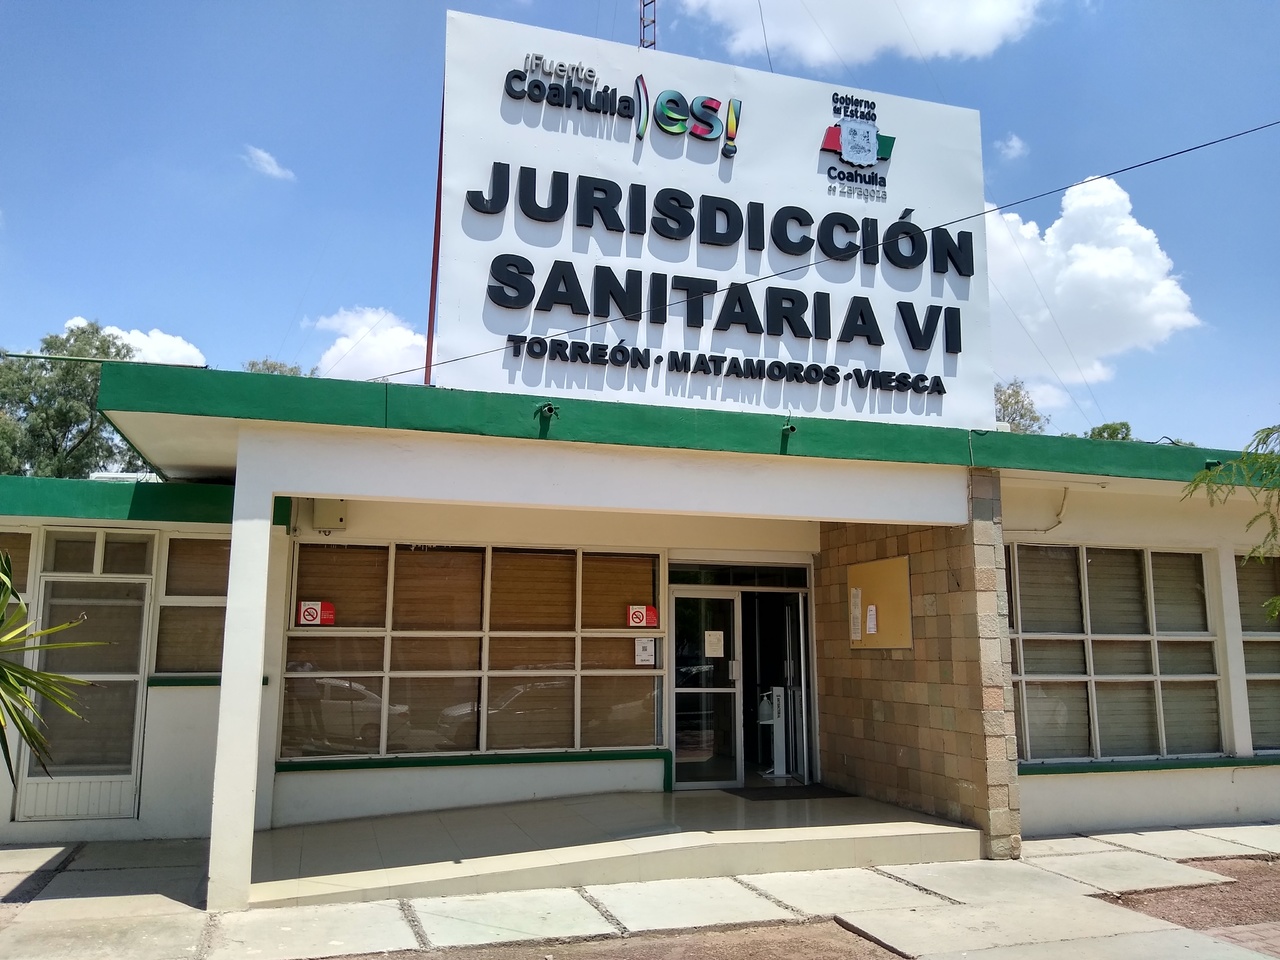 ¡Fuerte,
Coahuila es!
Gobierno
del Estado
Coahuila
de Zaragoza
JURISDICCIÓN
SANITARIA VI
TORREÓN · MATAMOROS · VIESCA